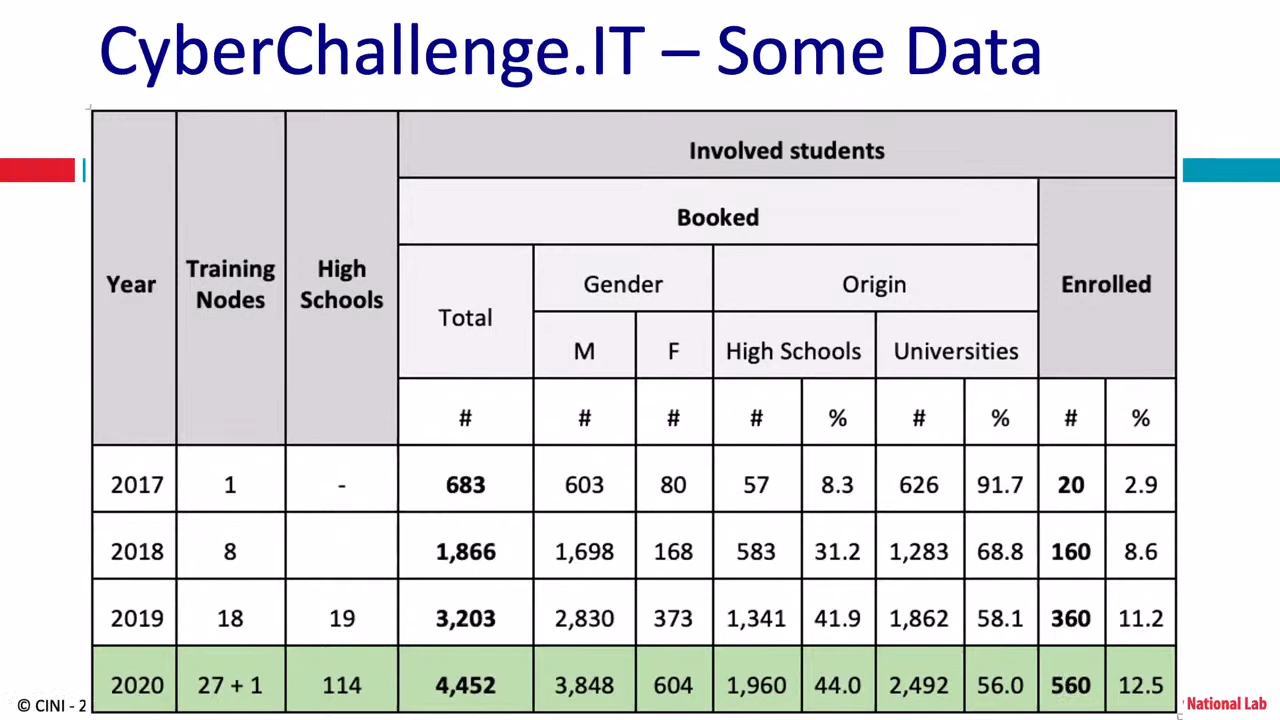 CyberChallenge.IT – Some Data
Year
Training
Nodes
High
Schools
Involved students
Booked
Enrolled
Total
Gender
Origin
M
F
High Schools
Universities
# # # # % # % # %
2017 1 - 683 603 80 57 8.3 626 91.7 20 2.9
2018 8 1,866 1,698 168 583 31.2 1,283 68.8 160 8.6
2019 18 19 3,203 2,830 373 1,341 41.9 1,862 58.1 360 11.2
2020 27 + 1 114 4,452 3,848 604 1,960 44.0 2,492 56.0 560 12.5
© CINI - 2
National Lab